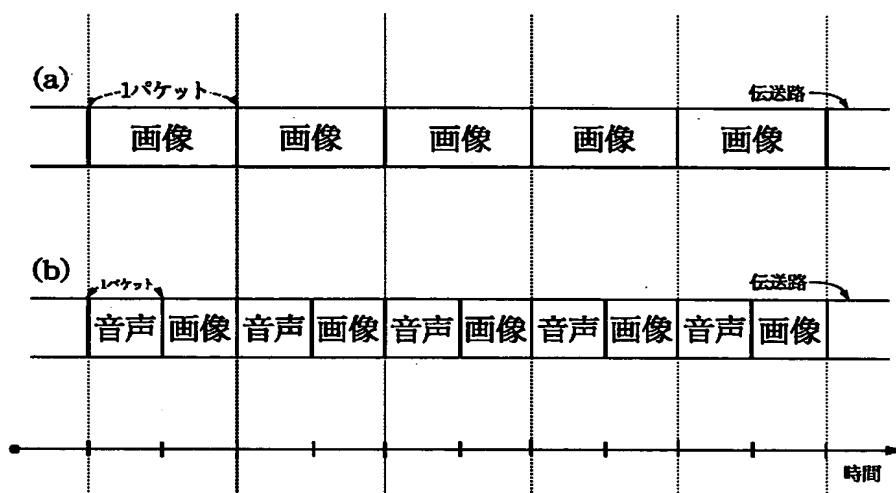 (a)
1パケット
伝送路
画像 画像 画像 画像 画像
(b)
1パケット
伝送路
音声 画像 音声 画像 音声 画像 音声 画像 音声 画像
時間